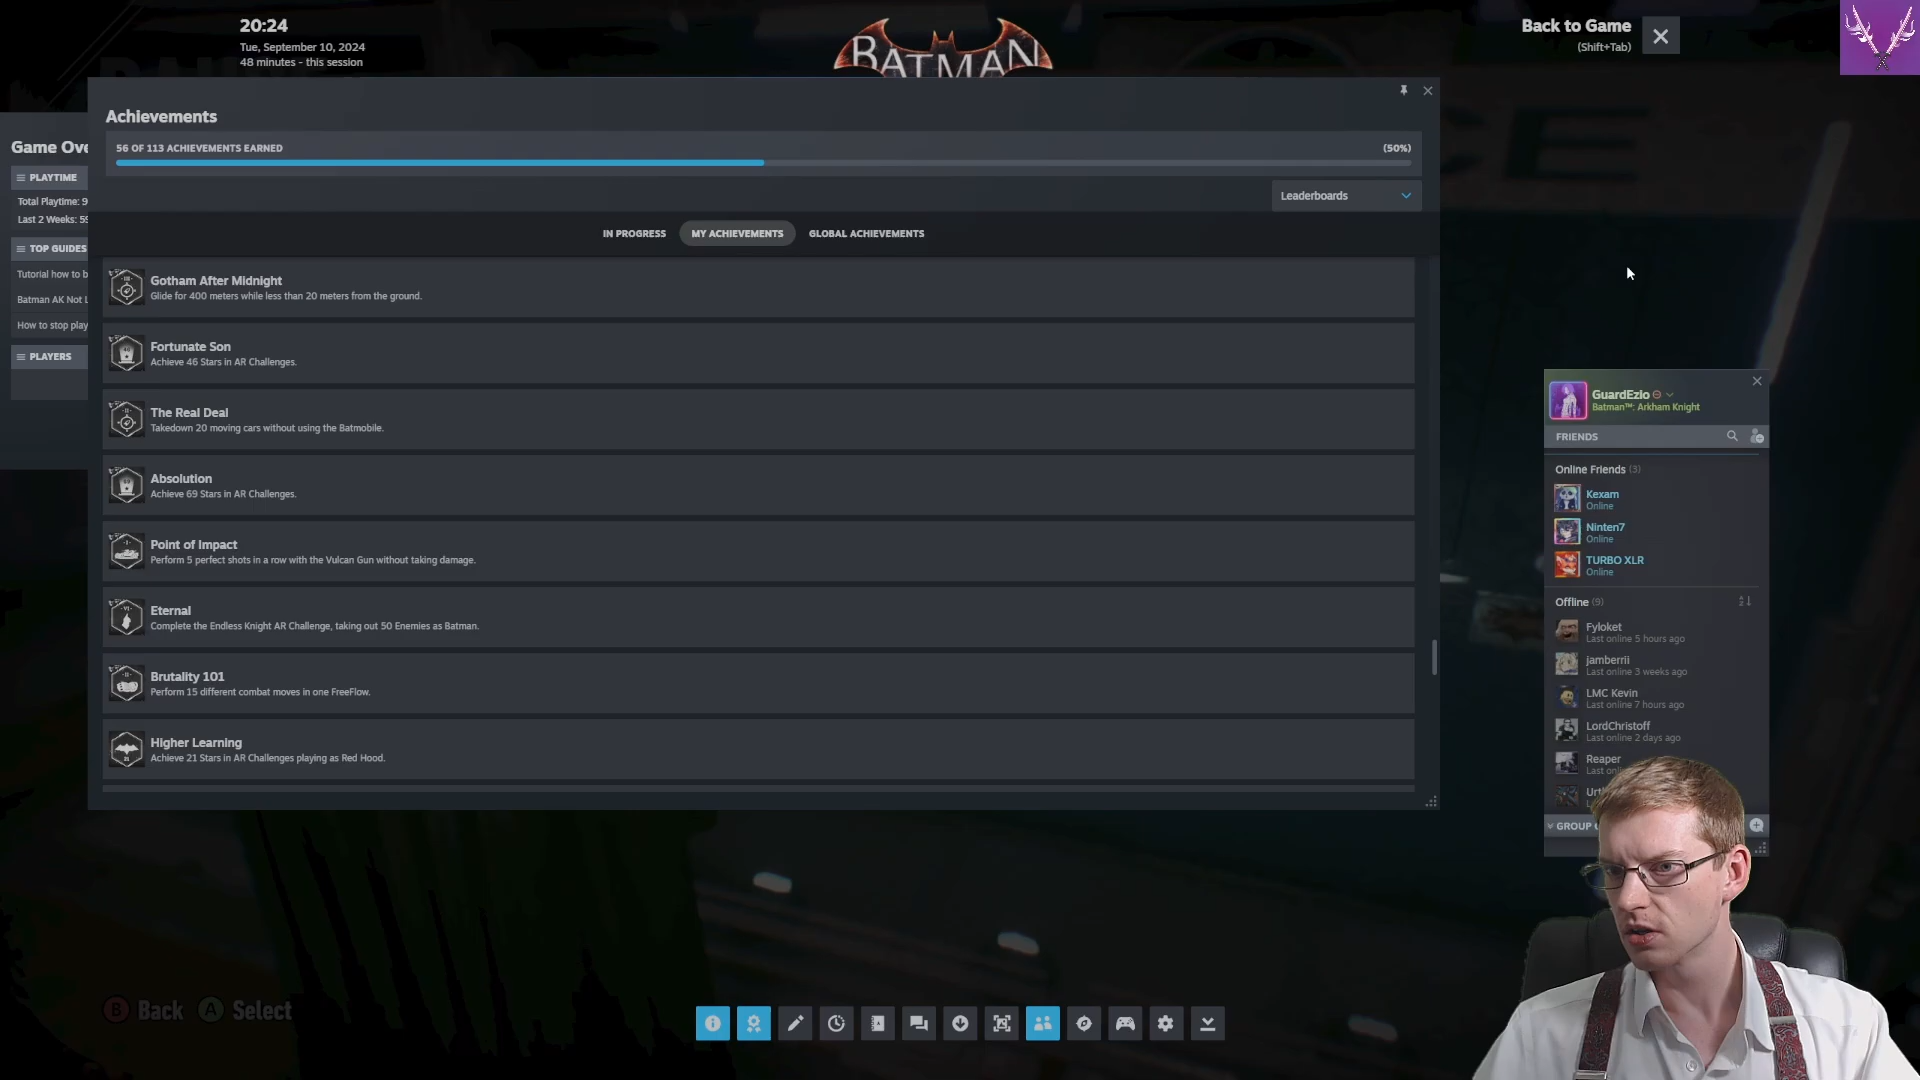 20:24
Tue, September 10, 2024
48 minutes - this session
BATMAN
Back to Game
(Shift+Tab)
Achievements
56 OF 113 ACHIEVEMENTS EARNED
(50%)
Leaderboards
IN PROGRESS
MY ACHIEVEMENTS
GLOBAL ACHIEVEMENTS
Game Ove
PLAYTIME
Total Playtime: 9
Last 2 Weeks: 59
TOP GUIDES
Tutorial how to b
Batman AK Not L
How to stop play
PLAYERS
Gotham After Midnight
Glide for 400 meters while less than 20 meters from the ground.
Fortunate Son
Achieve 46 Stars in AR Challenges.
The Real Deal
Takedown 20 moving cars without using the Batmobile.
Absolution
Achieve 69 Stars in AR Challenges.
Point of Impact
Perform 5 perfect shots in a row with the Vulcan Gun without taking damage.
Eternal
Complete the Endless Knight AR Challenge, taking out 50 Enemies as Batman.
Brutality 101
Perform 15 different combat moves in one FreeFlow.
Higher Learning
Achieve 21 Stars in AR Challenges playing as Red Hood.
GuardEzio
Batman™: Arkham Knight
FRIENDS
Online Friends (3)
Kexam
Online
Ninten7
Online
TURBO XLR
Online
Offline (9)
Fyloket
Last online 5 hours ago
jamberrii
Last online 3 weeks ago
LMC Kevin
Last online 7 hours ago
LordChristoff
Last online 2 days ago
Reaper
Last onli
Urt
GROUP
B Back A Select